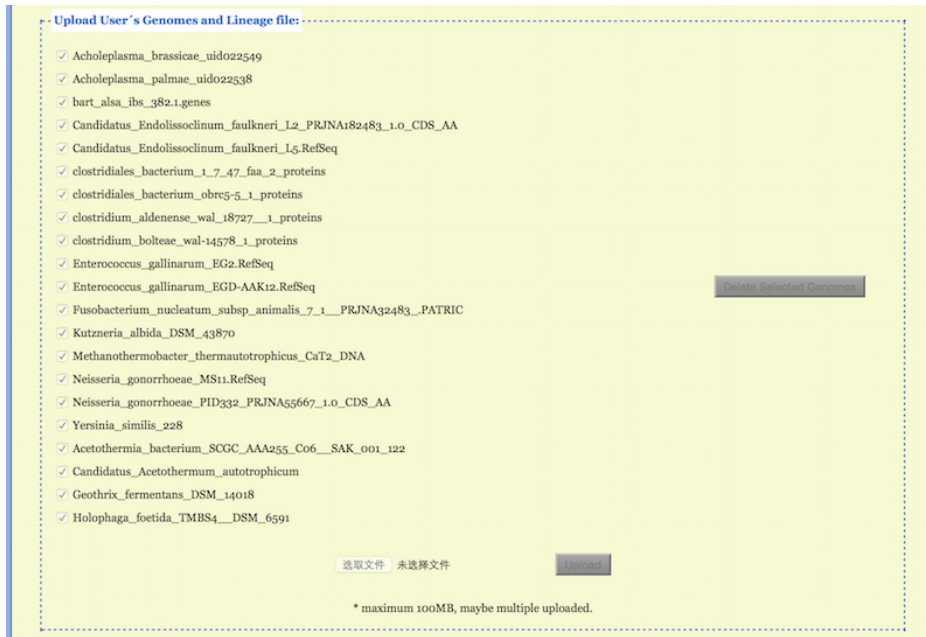 Upload User´s Genomes and Lineage file:
Acholeplasma_brassicae_uid022549
Acholeplasma_palmae_uid022538
bart_alsa_ibs_382.1.genes
Candidatus_Endolissoclinum_faulkneri_L2_PRJNA182483_1.0_CDS_AA
Candidatus_Endolissoclinum_faulkneri_L5.RefSeq
clostridiales_bacterium_1_7_47_faa_2_proteins
clostridiales_bacterium_obrc5-5_1_proteins
clostridium_aldenense_wal_18727__1_proteins
clostridium_bolteae_wal-14578_1_proteins
Enterococcus_gallinarum_EG2.RefSeq
Enterococcus_gallinarum_EGD-AAK12.RefSeq
Delete Selected Genomes
Fusobacterium_nucleatum_subsp_animalis_7_1__PRJNA32483_.PATRIC
Kutzneria_albida_DSM_43870
Methanothermobacter_thermautotrophicus_CaT2_DNA
Neisseria_gonorrhoeae_MS11.RefSeq
Neisseria_gonorrhoeae_PID332_PRJNA55667_1.0_CDS_AA
Yersinia_similis_228
Acetothermia_bacterium_SCGC_AAA255_C06__SAK_001_122
Candidatus_Acetothermum_autotrophicum
Geothrix_fermentans_DSM_14018
Holophaga_foetida_TMBS4__DSM_6591
选取文件 未选择文件 Upload
* maximum 100MB, maybe multiple uploaded.